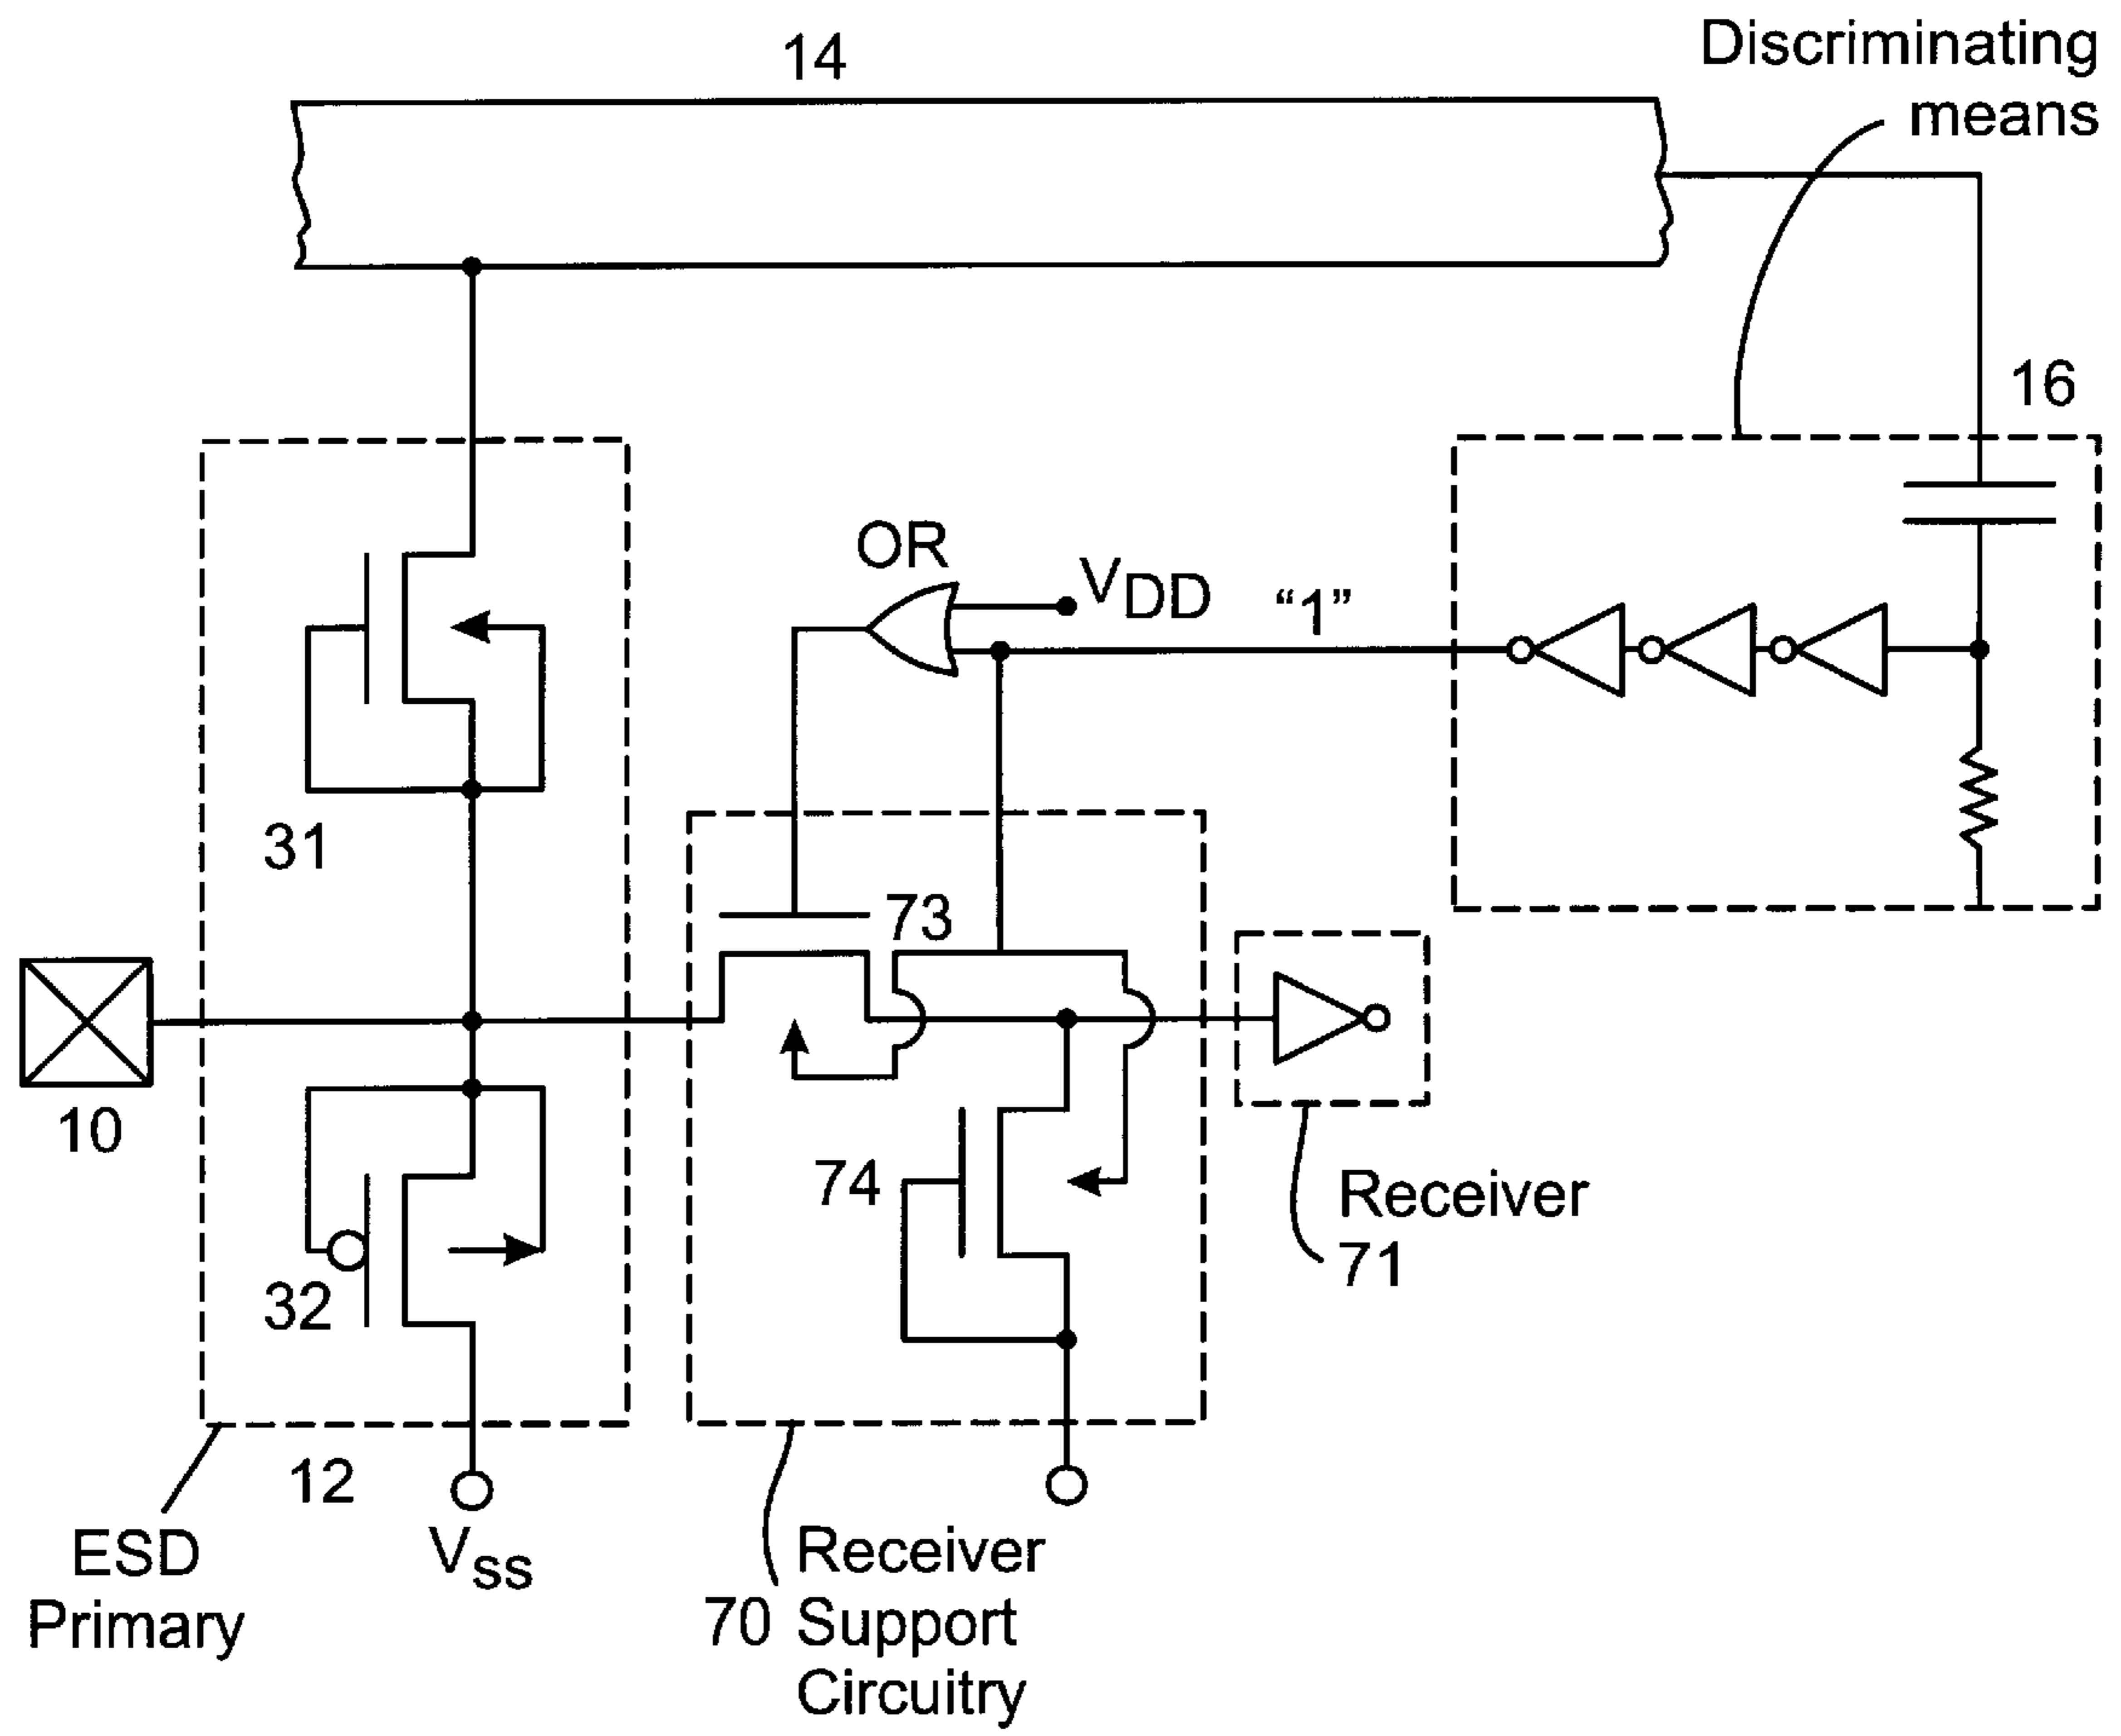 14
Discriminating
means
16
OR
VDD
“1”
31
73
10
74
32
Receiver
71
12
VSS
ESD
Primary
70
Receiver
Support
Circuitry